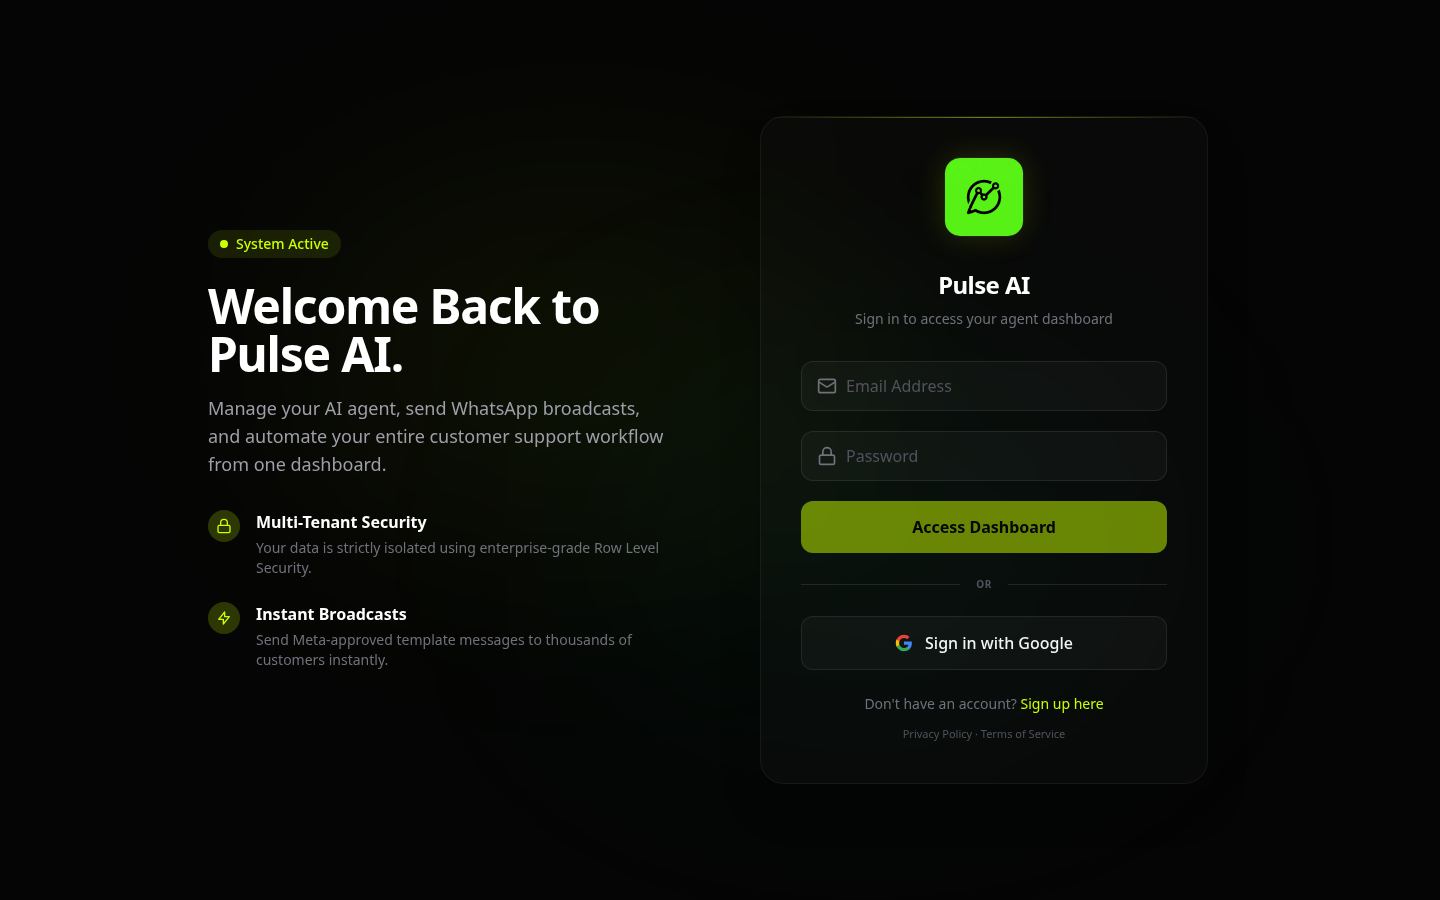 System Active
Welcome Back to
Pulse AI.
Manage your AI agent, send WhatsApp broadcasts,
and automate your entire customer support workflow
from one dashboard.
Multi-Tenant Security
Your data is strictly isolated using enterprise-grade Row Level
Security.
Instant Broadcasts
Send Meta-approved template messages to thousands of
customers instantly.
Pulse AI
Sign in to access your agent dashboard
Email Address
Password
Access Dashboard
OR
Sign in with Google
Don't have an account? Sign up here
Privacy Policy · Terms of Service